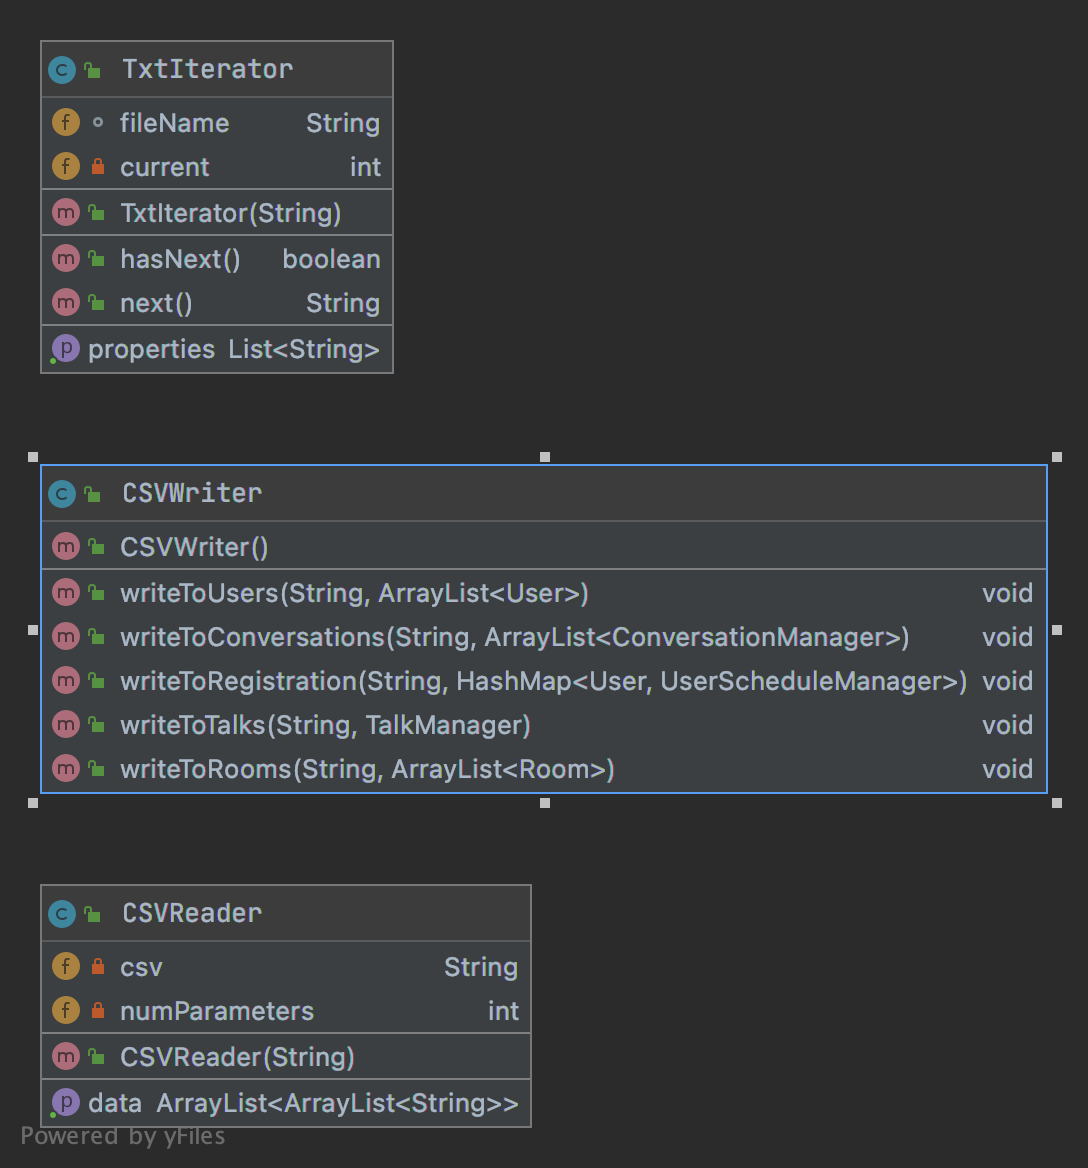 TxtIterator
fileName String
current int
TxtIterator(String)
hasNext() boolean
next() String
properties List<String>
CSVWriter
CSVWriter()
writeToUsers(String, ArrayList<User>) void
writeToConversations(String, ArrayList<ConversationManager>) void
writeToRegistration(String, HashMap<User, UserScheduleManager>) void
writeToTalks(String, TalkManager) void
writeToRooms(String, ArrayList<Room>) void
CSVReader
csv String
numParameters int
CSVReader(String)
data ArrayList<ArrayList<String>>
Powered by yFiles